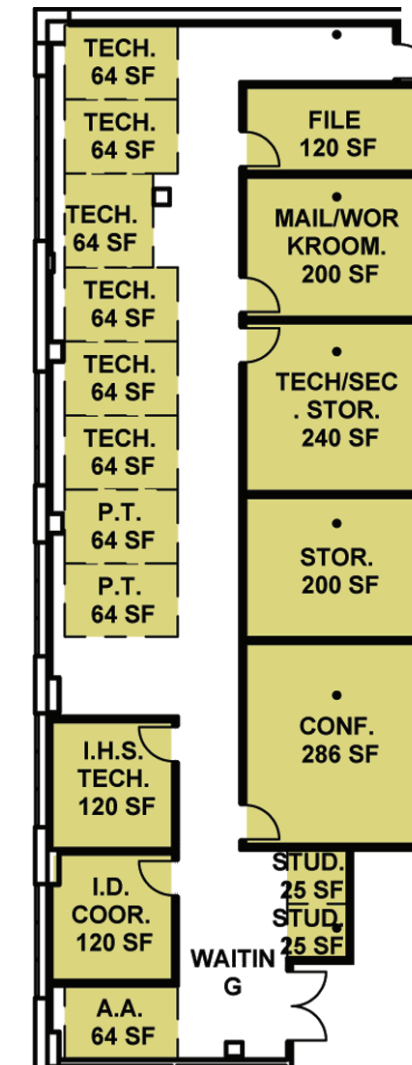 TECH.
64 SF
TECH.
64 SF
TECH.
64 SF
TECH.
64 SF
TECH.
64 SF
TECH.
64 SF
P.T.
64 SF
P.T.
64 SF
I.H.S.
TECH.
120 SF
I.D.
COOR.
120 SF
A.A.
64 SF
FILE
120 SF
MAIL/WOR
KROOM.
200 SF
TECH/SEC
. STOR.
240 SF
STOR.
200 SF
CONF.
286 SF
STUD.
25 SF
STUD.
25 SF
WAITIN
G